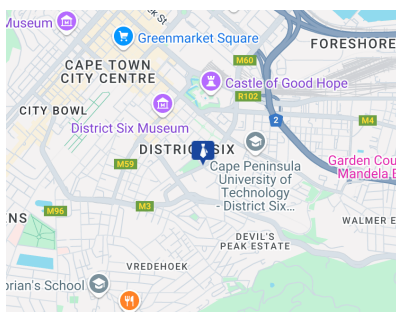 Museum
Greenmarket Square
FORESHORE
M60
CAPE TOWN
CITY CENTRE
Castle of Good Hope
R102
CITY BOWL
District Six Museum
2
M4
DISTRICT SIX
M59
Cape Peninsula
University of
Technology
- District Six...
Garden Cou
Mandela B
M96
M3
NS
WALMER E
DEVIL'S
PEAK ESTATE
VREDEHOEK
rian's School